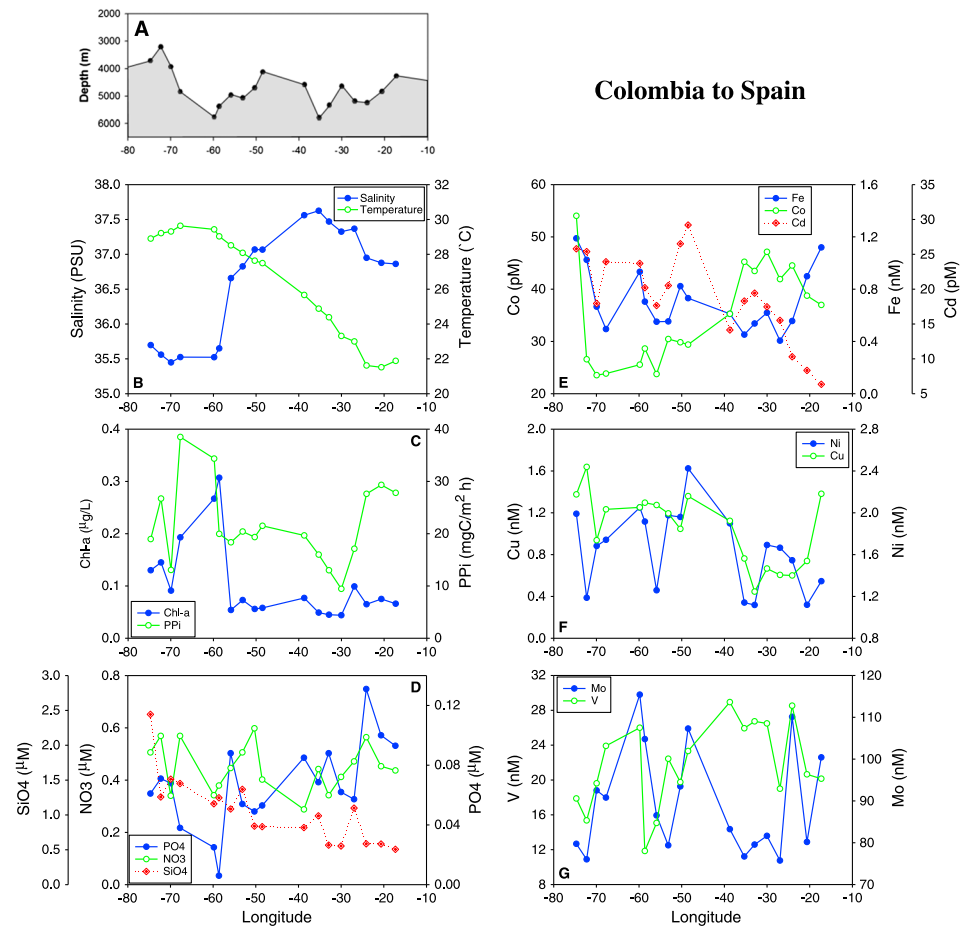 A
Depth (m)
2000
3000
4000
5000
6000
-80 -70 -60 -50 -40 -30 -20 -10
Colombia to Spain
Salinity (PSU)
38.0
37.5
37.0
36.5
36.0
35.5
35.0
Salinity
Temperature
B
32
30
28
26
24
22
20
Temperature (°C)
-80 -70 -60 -50 -40 -30 -20 -10
Co (pM)
60
50
40
30
20
Fe
Co
Cd
E
1.6
1.2
0.8
0.4
0.0
Fe (nM)
35
30
25
20
15
10
5
Cd (pM)
-80 -70 -60 -50 -40 -30 -20 -10
Chl-a (µg/L)
0.4
0.3
0.2
0.1
0.0
C
Chl-a
PPi
40
30
20
10
0
PPi (mgC/m² h)
-80 -70 -60 -50 -40 -30 -20 -10
Cu (nM)
2.0
1.6
1.2
0.8
0.4
0.0
Ni
Cu
F
2.8
2.4
2.0
1.6
1.2
0.8
Ni (nM)
-80 -70 -60 -50 -40 -30 -20 -10
SiO4 (µM)
3.0
2.5
2.0
1.5
1.0
0.5
0.0
NO3 (µM)
0.8
0.6
0.4
0.2
0.0
D
PO4
NO3
SiO4
0.12
0.08
0.04
0.00
PO4 (µM)
-80 -70 -60 -50 -40 -30 -20 -10
Longitude
V (nM)
32
28
24
20
16
12
8
Mo
V
G
120
110
100
90
80
70
Mo (nM)
-80 -70 -60 -50 -40 -30 -20 -10
Longitude